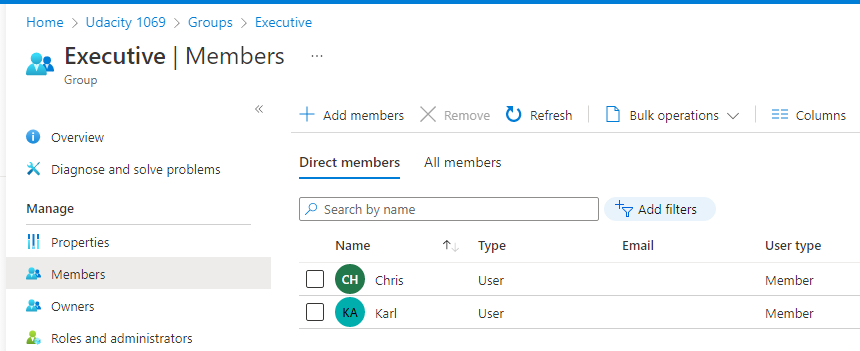 Home > Udacity 1069 > Groups > Executive
Executive | Members ...
Group
«
Add members Remove Refresh Bulk operations Columns
Overview
Diagnose and solve problems
Manage
Properties
Members
Owners
Roles and administrators
Direct members All members
Search by name Add filters
Name Type Email User type
CH Chris User Member
KA Karl User Member